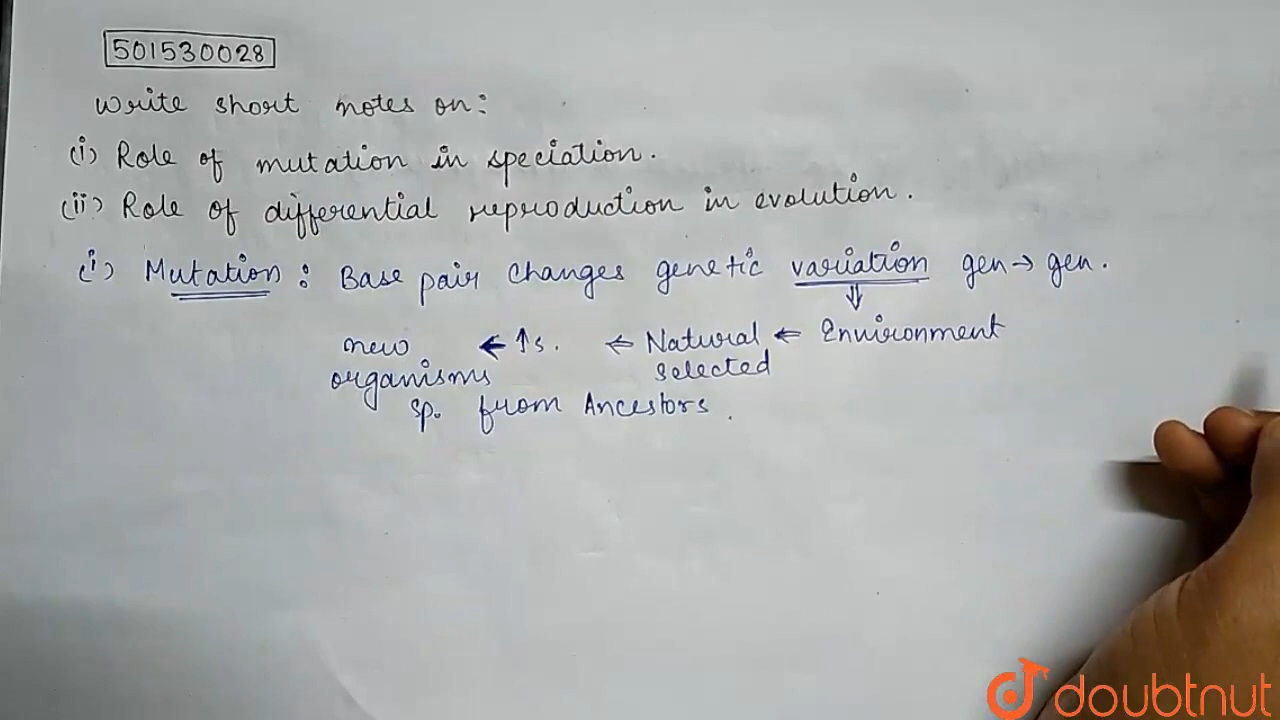 501530028
Write short notes on:
(i) Role of mutation in speciation.
(ii) Role of differential reproduction in evolution.
(i) Mutation: Base pair changes genetic variation gen → gen.
⇓
new ← ↑s. ⇐ Natural ⇐ Environment
organisms selected
sp. from Ancestors.
doubtnut